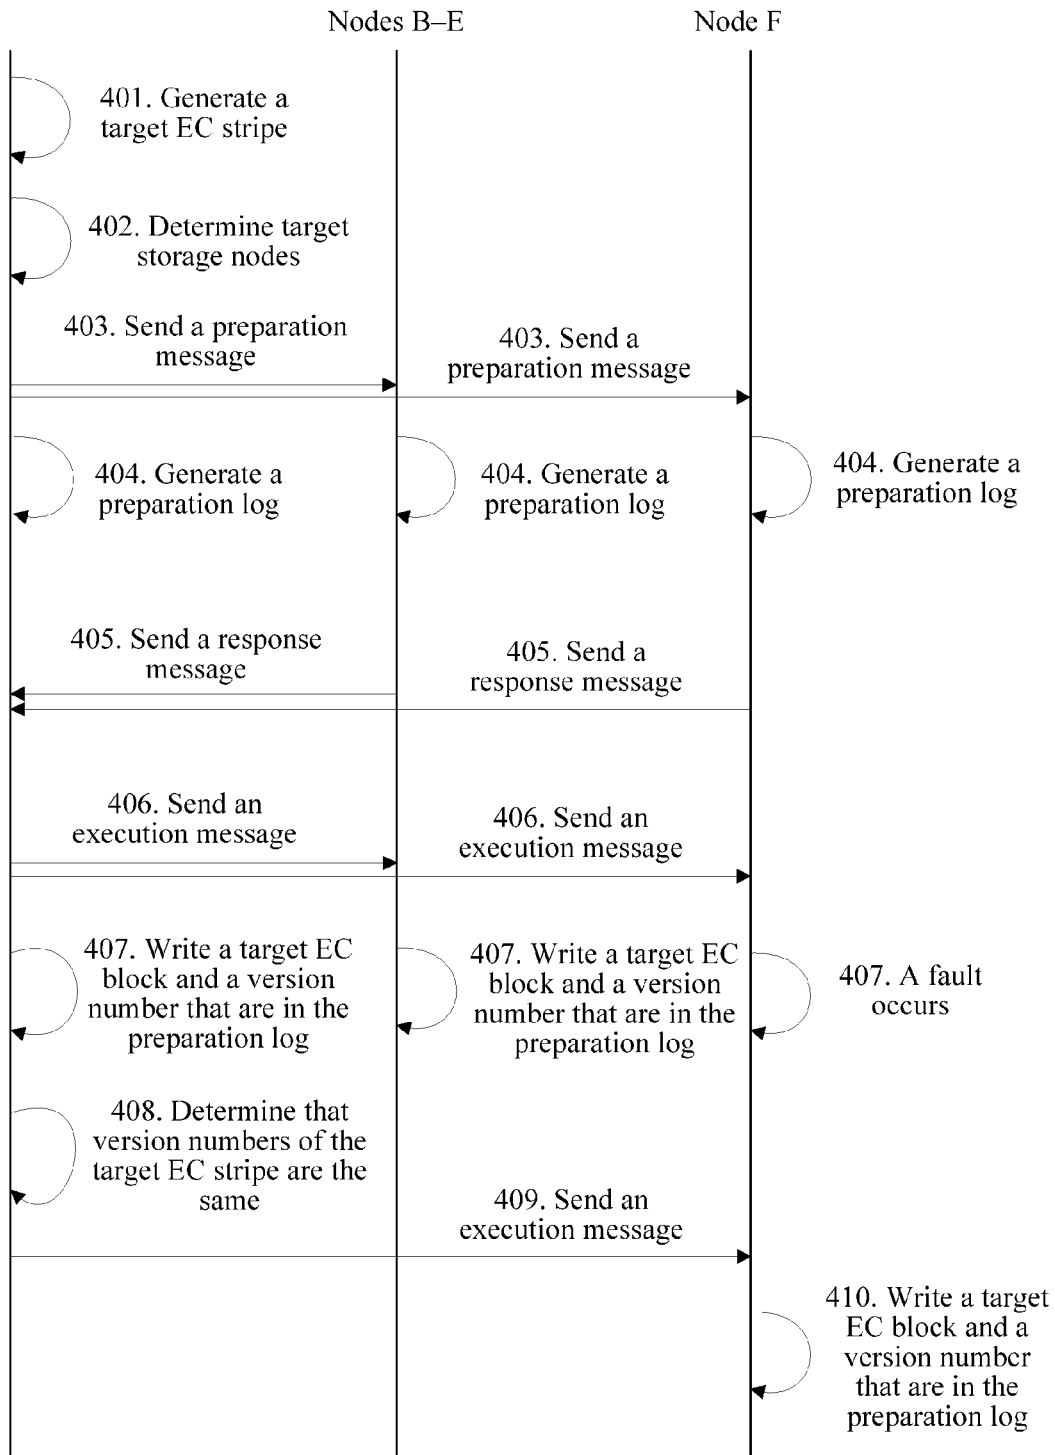 Nodes B–E
Node F
401. Generate a
target EC stripe
402. Determine target
storage nodes
403. Send a preparation
message
403. Send a
preparation message
404. Generate a
preparation log
404. Generate a
preparation log
404. Generate a
preparation log
405. Send a response
message
405. Send a
response message
406. Send an
execution message
406. Send an
execution message
407. Write a target EC
block and a version
number that are in the
preparation log
407. Write a target EC
block and a version
number that are in the
preparation log
407. A fault
occurs
408. Determine that
version numbers of the
target EC stripe are the
same
409. Send an
execution message
410. Write a target
EC block and a
version number
that are in the
preparation log